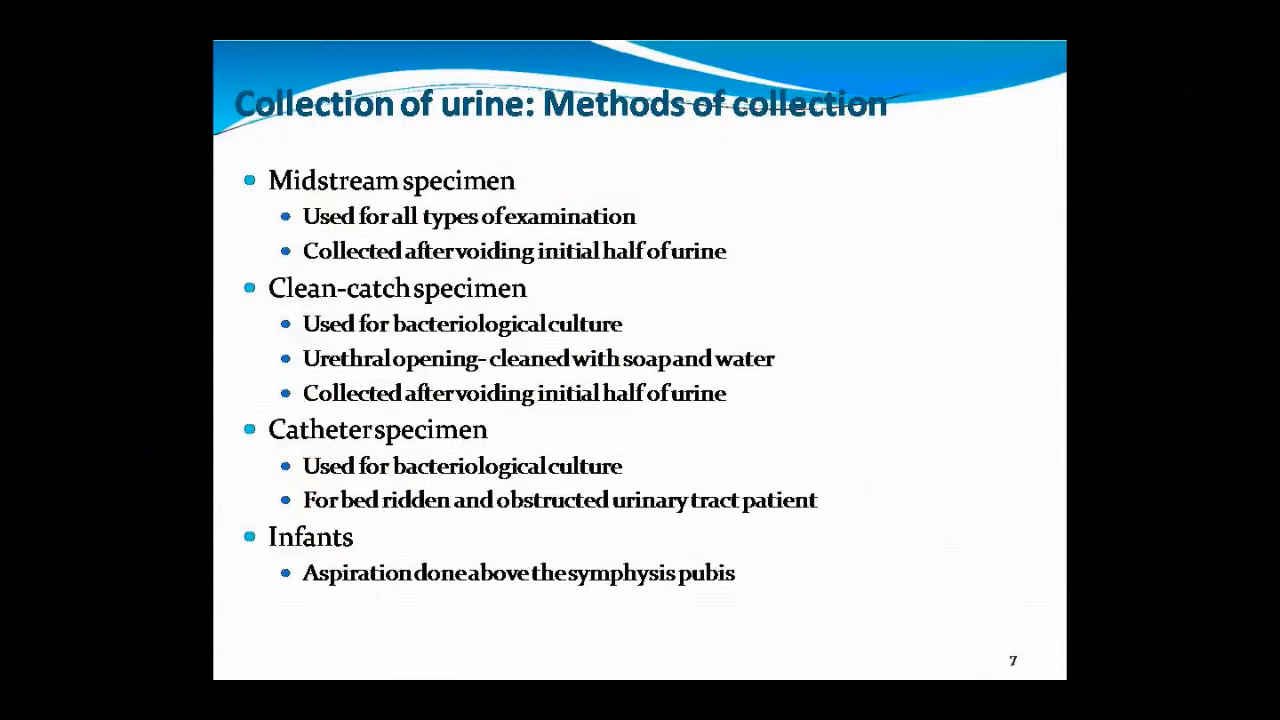 Collection of urine: Methods of collection
Midstream specimen
Used for all types of examination
Collected after voiding initial half of urine
Clean-catch specimen
Used for bacteriological culture
Urethral opening- cleaned with soap and water
Collected after voiding initial half of urine
Catheter specimen
Used for bacteriological culture
For bed ridden and obstructed urinary tract patient
Infants
Aspiration done above the symphysis pubis
7